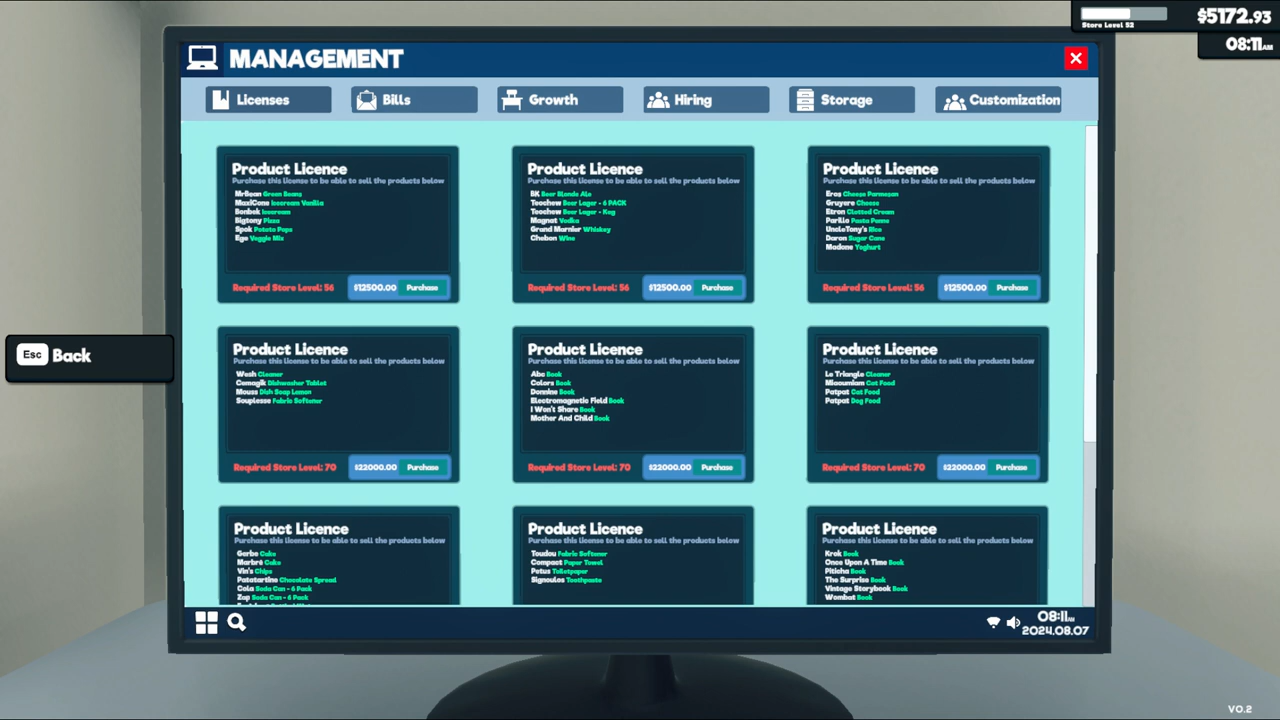 $5172.93
Store Level 52
08:11AM
MANAGEMENT
Licenses
Bills
Growth
Hiring
Storage
Customization
Product Licence
Purchase this license to be able to sell the products below
MrBean Green Beans
MaxiCone Icecream Vanilla
Bonbek Icecream
Bigtony Pizza
Spok Potato Pops
Ege Veggie Mix
Required Store Level: 56
$12500.00 Purchase
Product Licence
Purchase this license to be able to sell the products below
BK Beer Blonde Ale
Teochew Beer Lager - 6 PACK
Teochew Beer Lager - Keg
Magnat Vodka
Grand Murnier Whiskey
Chobon Wine
Required Store Level: 56
$12500.00 Purchase
Product Licence
Purchase this license to be able to sell the products below
Eros Cheese Parmesan
Gruyere Cheese
Etron Clotted Cream
Parillo Pasta Penne
UncleTony's Rice
Daron Sugar Cane
Madone Yoghurt
Required Store Level: 56
$12500.00 Purchase
Esc Back
Product Licence
Purchase this license to be able to sell the products below
Wesh Cleaner
Comagik Dishwasher Tablet
Mouss Dish Soap Lemon
Souplesse Fabric Softener
Required Store Level: 70
$22000.00 Purchase
Product Licence
Purchase this license to be able to sell the products below
Abc Book
Colors Book
Donnine Book
Electromagnetic Field Book
I Won't Share Book
Mother And Child Book
Required Store Level: 70
$22000.00 Purchase
Product Licence
Purchase this license to be able to sell the products below
Le Triangle Cleaner
Miaoumiam Cat Food
Patpat Cat Food
Patpat Dog Food
Required Store Level: 70
$22000.00 Purchase
Product Licence
Purchase this license to be able to sell the products below
Gerbe Cake
Marbré Cake
Vin's Chips
Patatartine Chocolate Spread
Cola Soda Can - 6 Pack
Zap Soda Can - 6 Pack
Product Licence
Purchase this license to be able to sell the products below
Toudou Fabric Softener
Compact Paper Towel
Petus Toiletpaper
Signoules Toothpaste
Product Licence
Purchase this license to be able to sell the products below
Krok Book
Once Upon A Time Book
Piticha Book
The Surprise Book
Vintage Storybook Book
Wombat Book
08:11AM
2024.08.07
V0.2